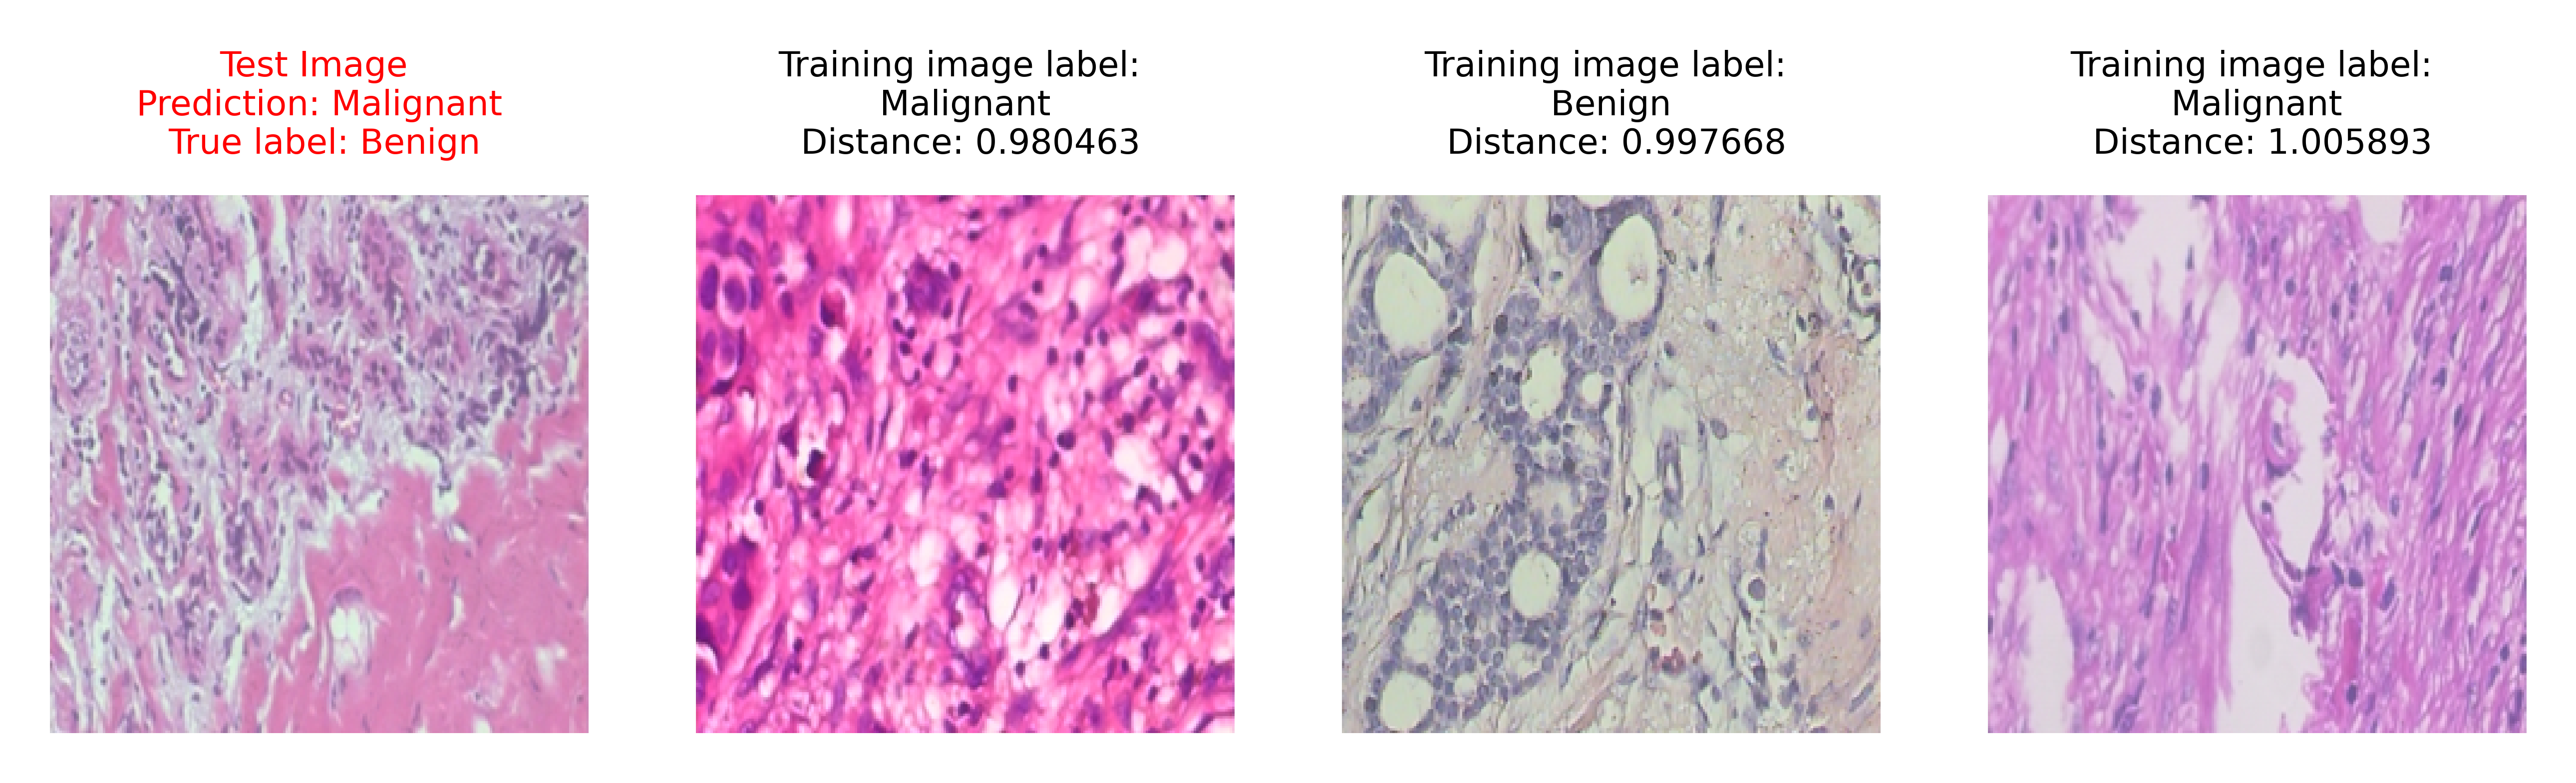 Test Image
Prediction: Malignant
True label: Benign
Training image label:
Malignant
Distance: 0.980463
Training image label:
Benign
Distance: 0.997668
Training image label:
Malignant
Distance: 1.005893